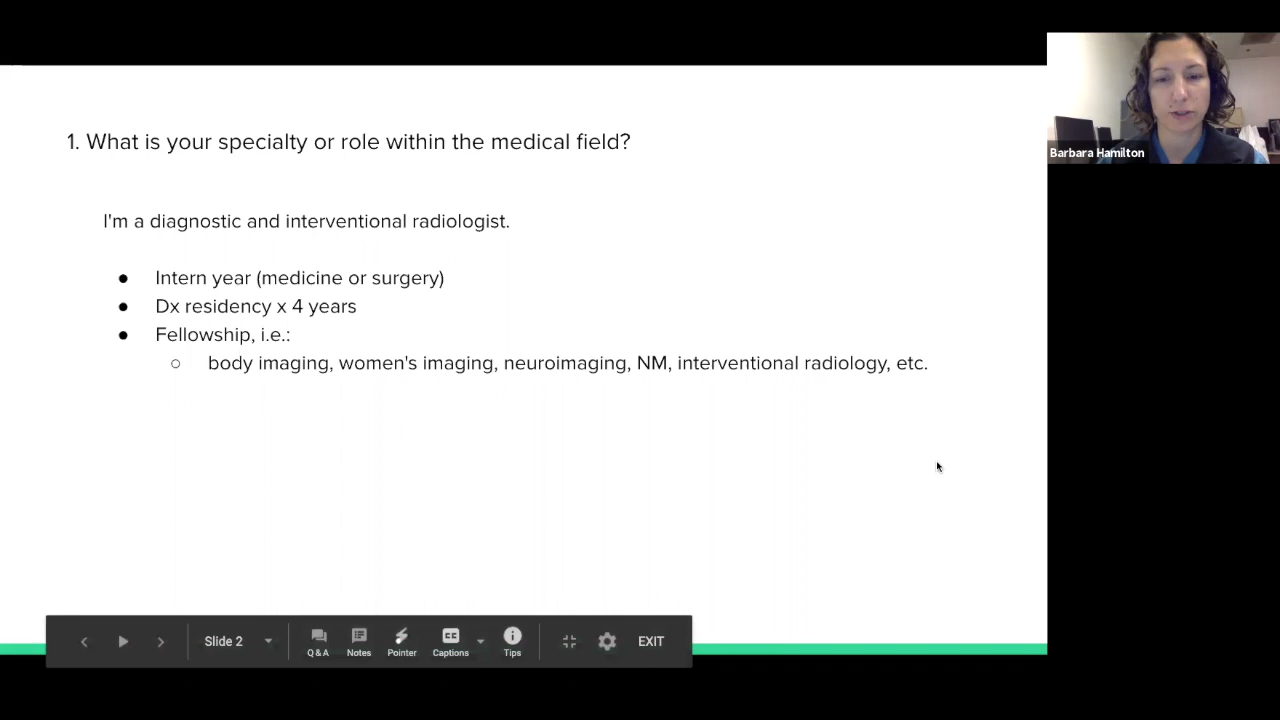 1. What is your specialty or role within the medical field?
I'm a diagnostic and interventional radiologist.
● Intern year (medicine or surgery)
● Dx residency x 4 years
● Fellowship, i.e.:
○ body imaging, women's imaging, neuroimaging, NM, interventional radiology, etc.
Barbara Hamilton
Slide 2
Q & A
Notes
Pointer
CC
Captions
Tips
EXIT